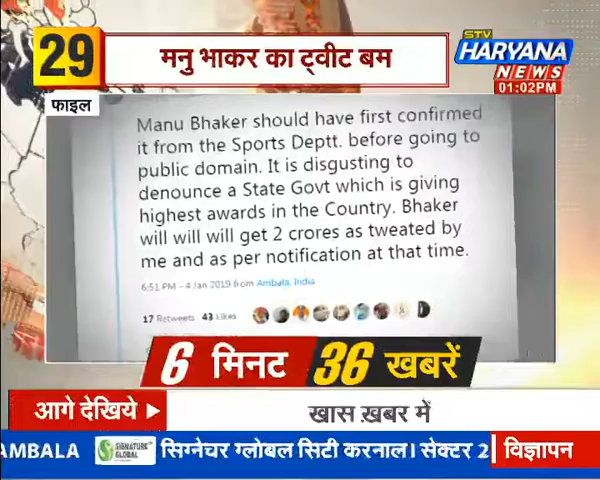 29
मनु भाकर का ट्वीट बम
STV
HARYANA
NEWS
01:02PM
फाइल
Manu Bhaker should have first confirmed
it from the Sports Deptt. before going to
public domain. It is disgusting to
denounce a State Govt which is giving
highest awards in the Country. Bhaker
will will will get 2 crores as tweated by
me and as per notification at that time.
6:51 PM - 4 Jan 2019 from Ambala, India
17 Retweets 43 Likes
6 मिनट 36 खबरें
आगे देखिये
खास ख़बर में
AMBALA
SIGNATURE GLOBAL
सिग्नेचर ग्लोबल सिटी करनाल। सेक्टर 2
विज्ञापन